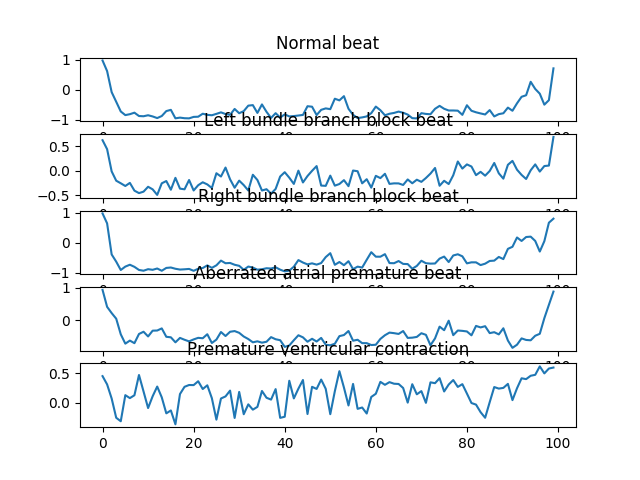 Normal beat
1
0
−1
0 20 40 60 80 100
Left bundle branch block beat
0.5
0.0
−0.5
Right bundle branch block beat
1
0
−1
Aberrated atrial premature beat
1
0
Premature ventricular contraction
0.5
0.0
0 20 40 60 80 100